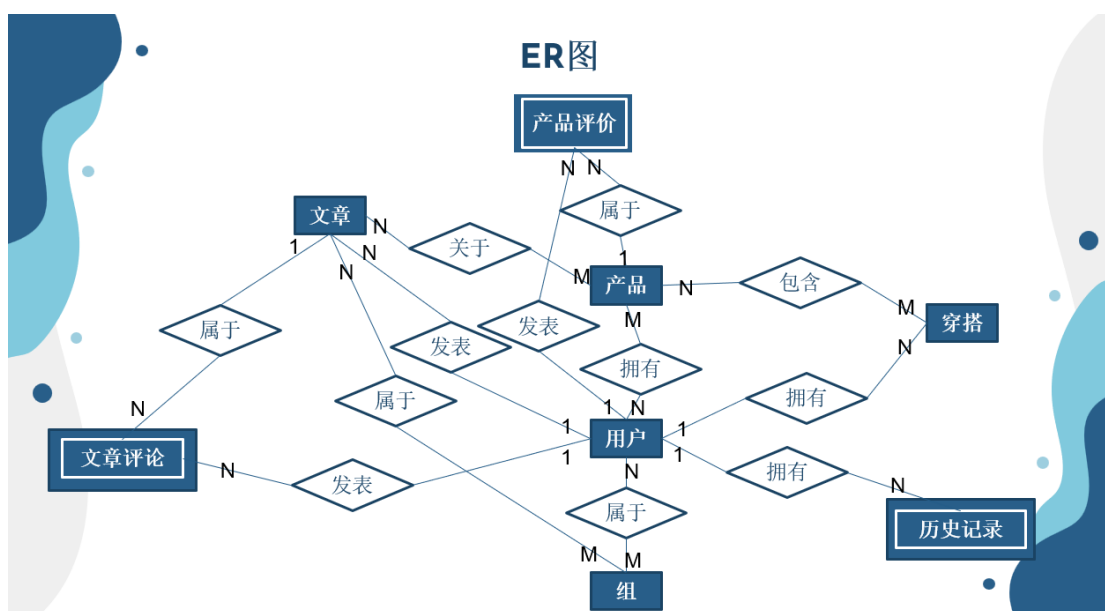 ER图
产品评价
N N
文章
N
属于
1
关于
N N
1
M
产品
N
包含
M
穿搭
属于
发表
发表
M
N
拥有
属于
拥有
N
1
1 N
用户
1
文章评论
N
1
1
发表
N
拥有
N
属于
历史记录
M M
组